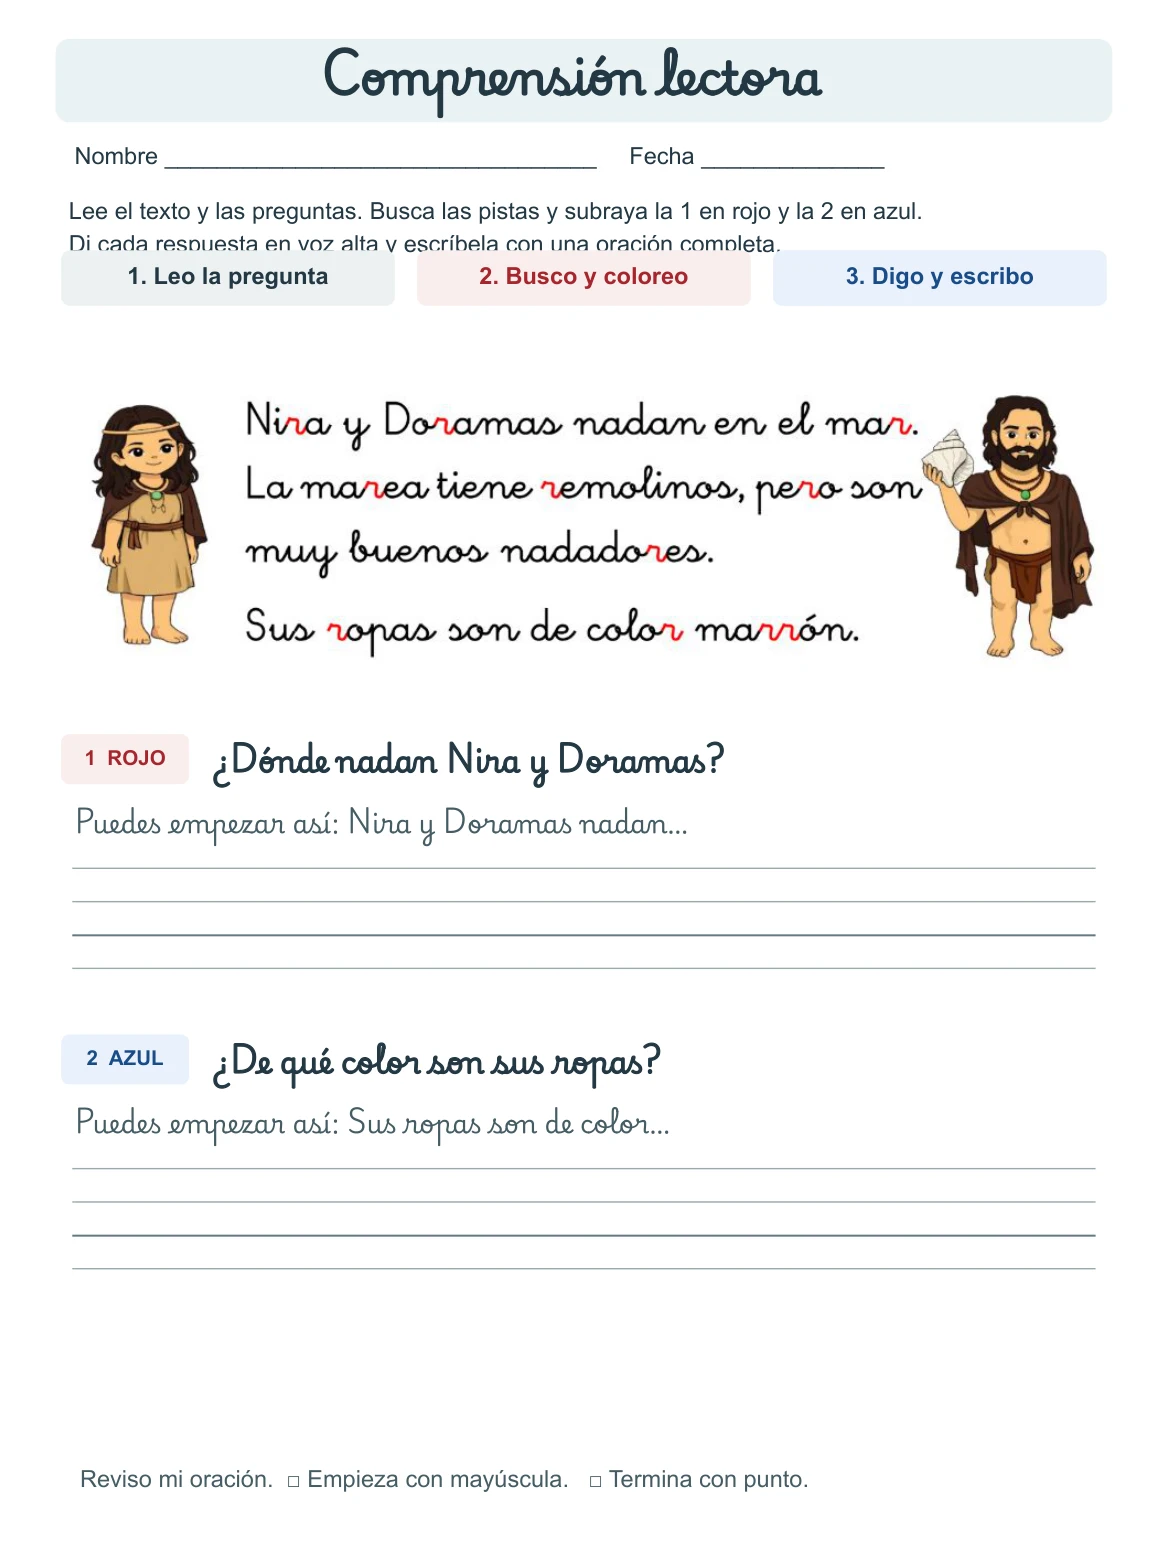 Comprensión lectora
Nombre _________________________________ Fecha ______________
Lee el texto y las preguntas. Busca las pistas y subraya la 1 en rojo y la 2 en azul.
Di cada respuesta en voz alta y escríbela con una oración completa.
1. Leo la pregunta
2. Busco y coloreo
3. Digo y escribo
Nira y Doramas nadan en el mar.
La marea tiene remolinos, pero son
muy buenos nadadores.
Sus ropas son de color marrón.
1 ROJO
¿Dónde nadan Nira y Doramas?
Puedes empezar así: Nira y Doramas nadan...
2 AZUL
¿De qué color son sus ropas?
Puedes empezar así: Sus ropas son de color...
Reviso mi oración. □ Empieza con mayúscula. □ Termina con punto.